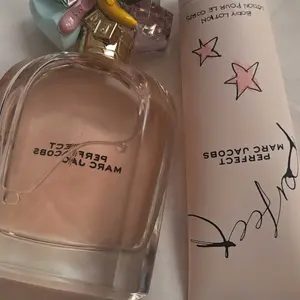 PERFECT
MARC JACOBS
BODY LOTION
LOTION POUR LE CORPS
PERFECT
MARC JACOBS
perfect